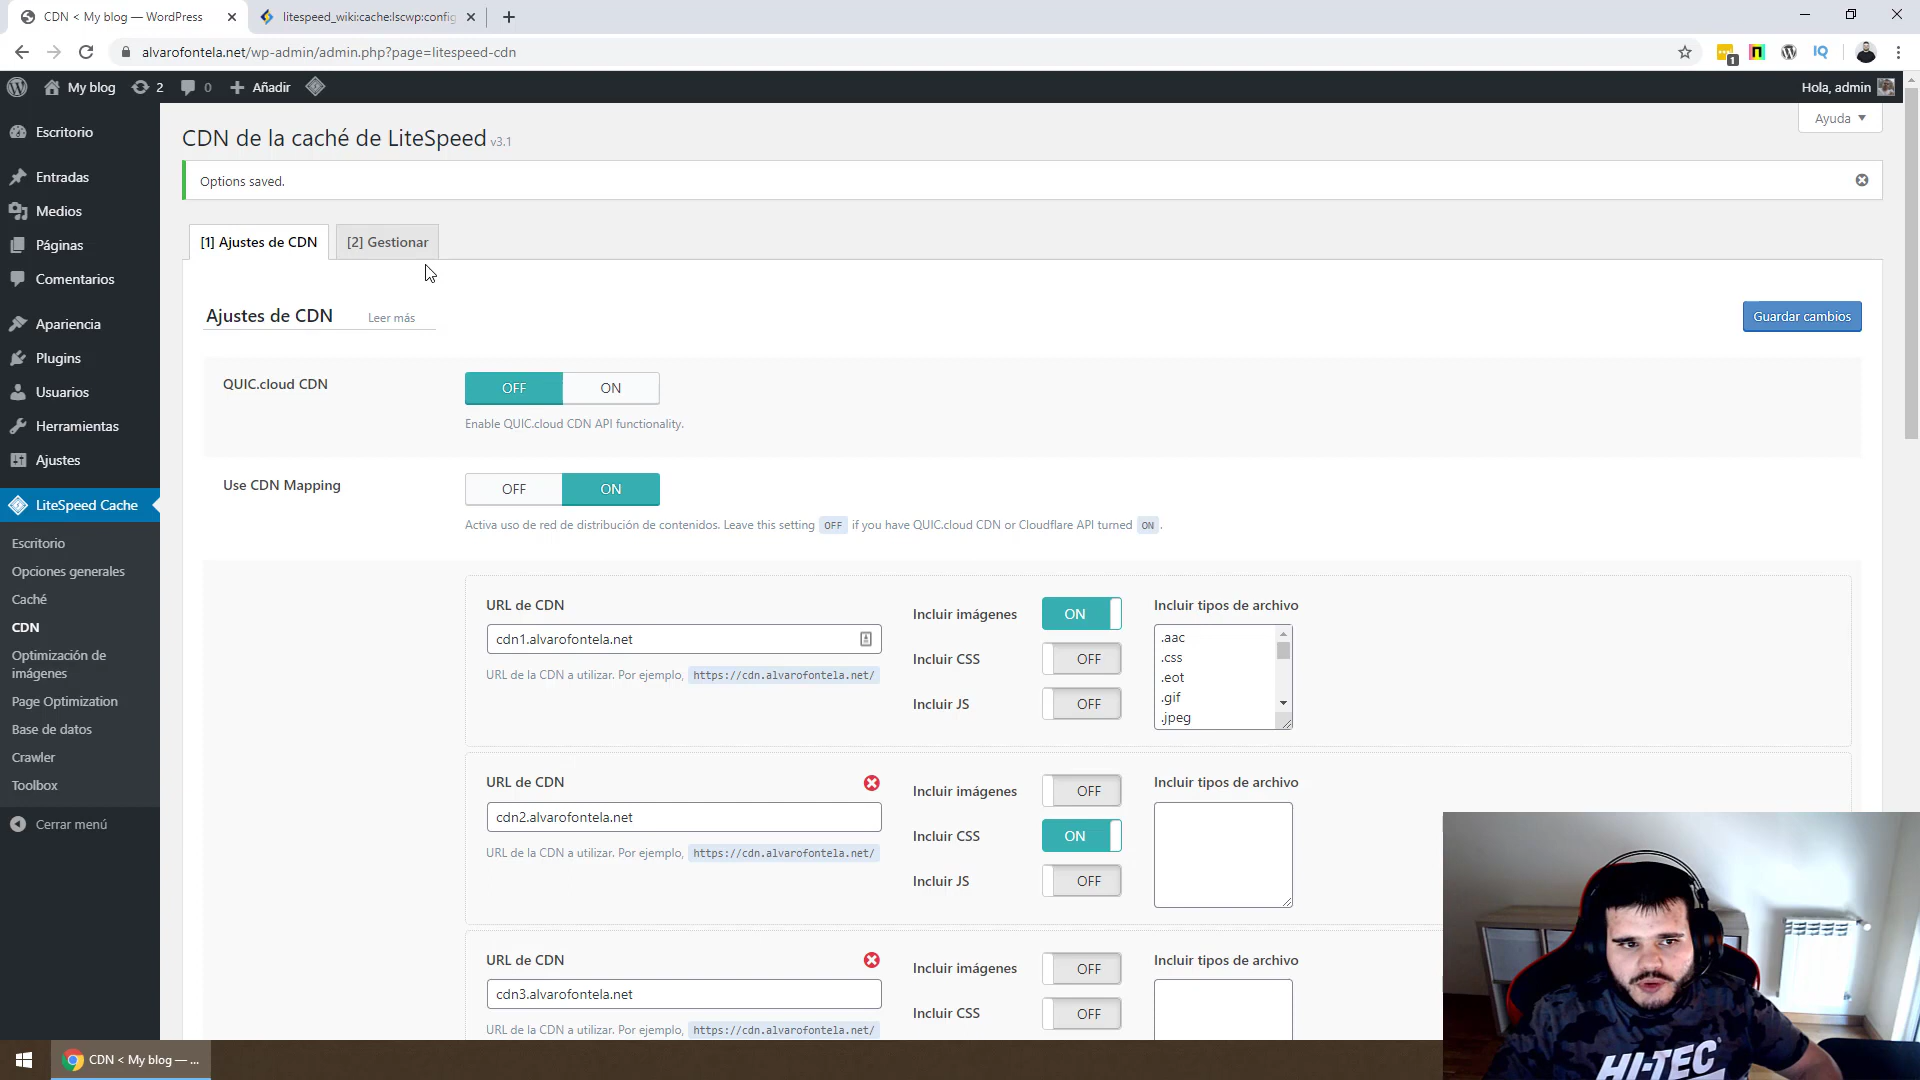 CDN < My blog — WordPress
litespeed_wiki:cache:lscwp:config
alvarofontela.net/wp-admin/admin.php?page=litespeed-cdn
1
IQ
My blog
2
0
Añadir
Hola, admin
Escritorio
Entradas
Medios
Páginas
Comentarios
Apariencia
Plugins
Usuarios
Herramientas
Ajustes
LiteSpeed Cache
Escritorio
Opciones generales
Caché
CDN
Optimización de
imágenes
Page Optimization
Base de datos
Crawler
Toolbox
Cerrar menú
Ayuda
CDN de la caché de LiteSpeed v3.1
Options saved.
[1] Ajustes de CDN
[2] Gestionar
Ajustes de CDN
Leer más
Guardar cambios
QUIC.cloud CDN
OFF
ON
Enable QUIC.cloud CDN API functionality.
Use CDN Mapping
OFF
ON
Activa uso de red de distribución de contenidos. Leave this setting OFF if you have QUIC.cloud CDN or Cloudflare API turned ON .
URL de CDN
cdn1.alvarofontela.net
URL de la CDN a utilizar. Por ejemplo, https://cdn.alvarofontela.net/
Incluir imágenes
ON
Incluir CSS
OFF
Incluir JS
OFF
Incluir tipos de archivo
.aac
.css
.eot
.gif
.jpeg
URL de CDN
cdn2.alvarofontela.net
URL de la CDN a utilizar. Por ejemplo, https://cdn.alvarofontela.net/
Incluir imágenes
OFF
Incluir CSS
ON
Incluir JS
OFF
Incluir tipos de archivo
URL de CDN
cdn3.alvarofontela.net
URL de la CDN a utilizar. Por ejemplo, https://cdn.alvarofontela.net/
Incluir imágenes
OFF
Incluir CSS
OFF
Incluir tipos de archivo
HI-TEC
CDN < My blog — ...